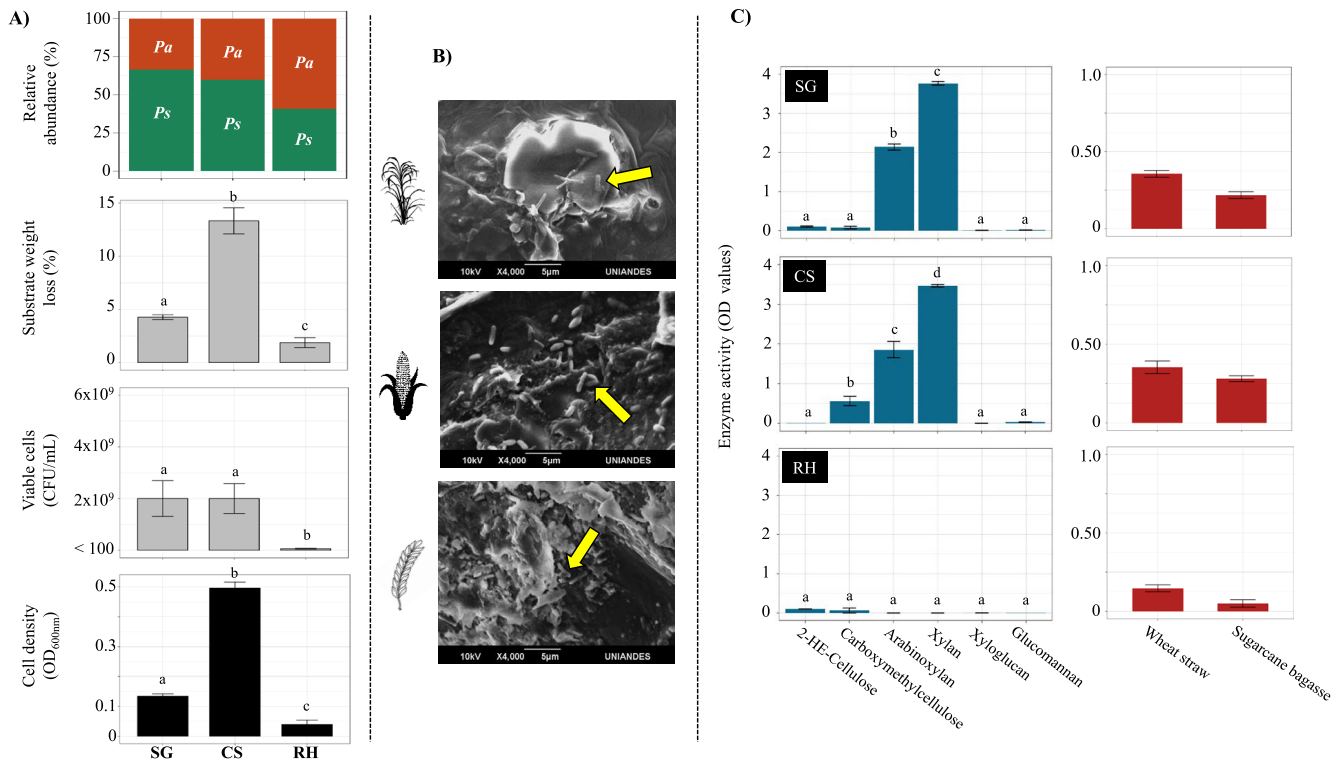 A)
Relative
abundance (%)
100
75
50
25
0
Pa
Pa
Pa
Ps
Ps
Ps
Substrate weight
loss (%)
15
10
5
0
a
b
c
Viable cells
(CFU/mL)
6x10⁹
4x10⁹
2x10⁹
< 100
a
a
b
Cell density
(OD600nm)
0.5
0.3
0.1
0
a
b
c
SG
CS
RH
B)
10kV X4,000 5μm UNIANDES
10kV X4,000 5μm UNIANDES
10kV X4,000 5μm UNIANDES
C)
Enzyme activity (OD values)
SG
4
3
2
1
0
a
a
b
c
a
a
1.0
0.50
0
CS
4
3
2
1
0
a
b
c
d
a
a
1.0
0.50
0
RH
4
3
2
1
0
a
a
a
a
a
a
1.0
0.50
0
2-HE-Cellulose
Carboxymethylcellulose
Arabinoxylan
Xylan
Xyloglucan
Glucomannan
Wheat straw
Sugarcane bagasse